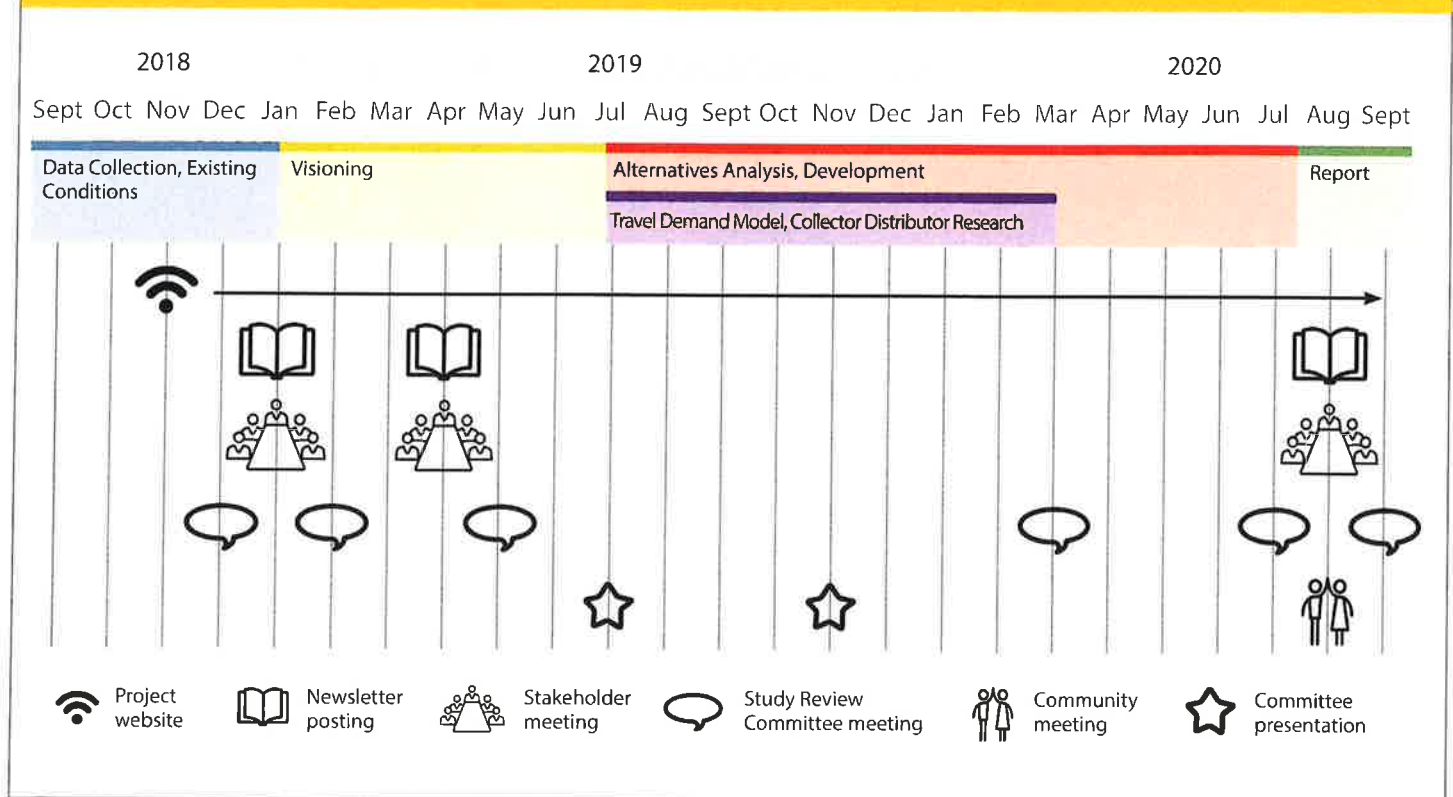 2018 2019 2020
Sept Oct Nov Dec Jan Feb Mar Apr May Jun Jul Aug Sept Oct Nov Dec Jan Feb Mar Apr May Jun Jul Aug Sept
Data Collection, Existing
Conditions
Visioning
Alternatives Analysis, Development
Travel Demand Model, Collector Distributor Research
Report
Project
website
Newsletter
posting
Stakeholder
meeting
Study Review
Committee meeting
Community
meeting
Committee
presentation